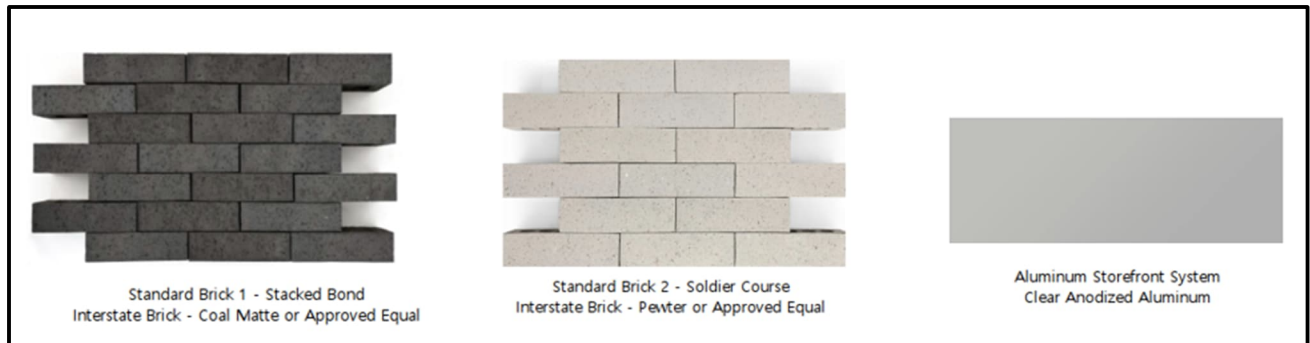 Standard Brick 1 - Stacked Bond
Interstate Brick - Coal Matte or Approved Equal
Standard Brick 2 - Soldier Course
Interstate Brick - Pewter or Approved Equal
Aluminum Storefront System
Clear Anodized Aluminum